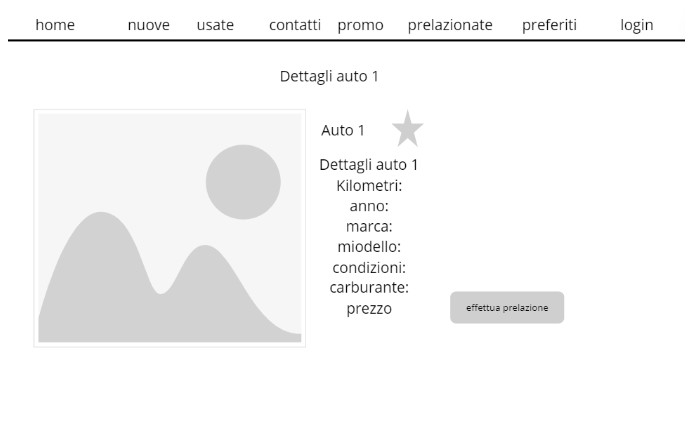 home nuove usate contatti promo prelazionate preferiti login
Dettagli auto 1
Auto 1
Dettagli auto 1
Kilometri:
anno:
marca:
miodello:
condizioni:
carburante:
prezzo
effettua prelazione